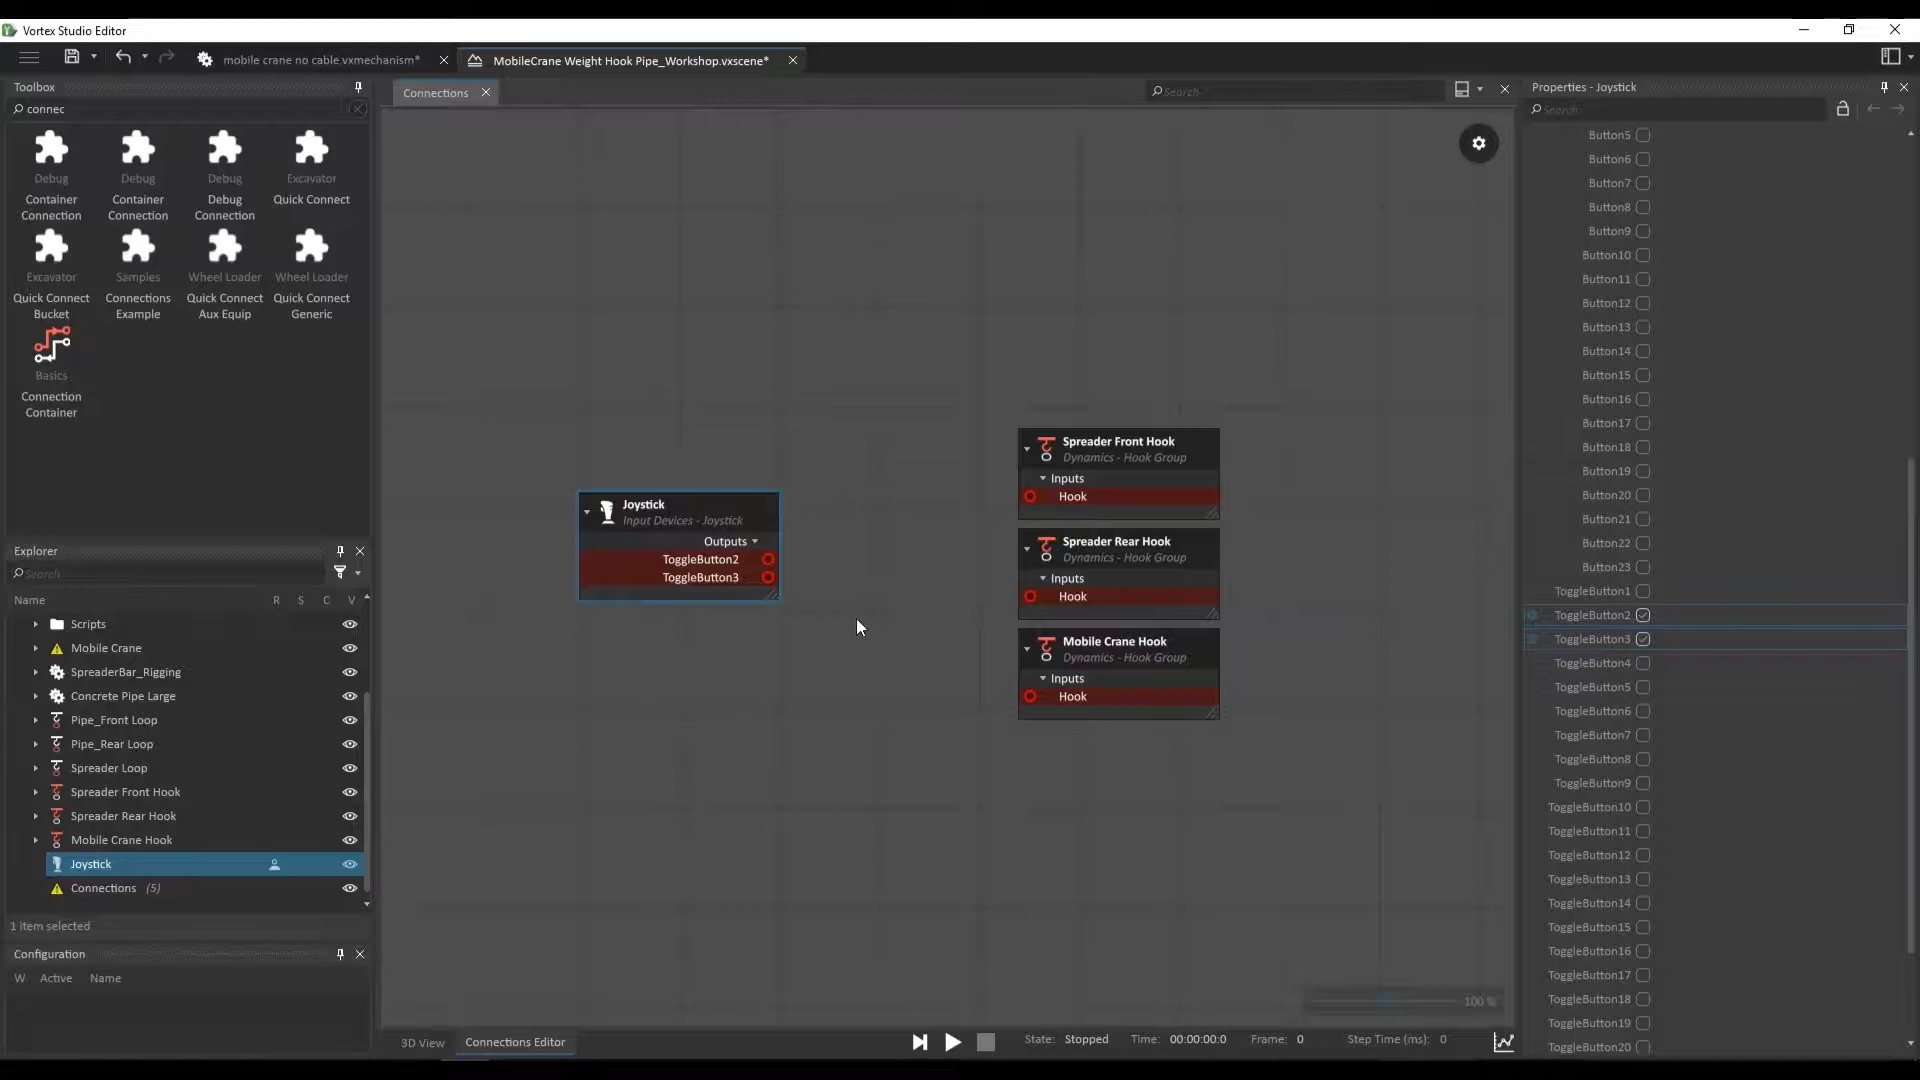 Vortex Studio Editor
mobile crane no cable.vxmechanism*
MobileCrane Weight Hook Pipe_Workshop.vxscene*
Toolbox
connec
Debug
Debug
Debug
Excavator
Container
Container
Debug
Quick Connect
Connection
Connection
Connection
Excavator
Samples
Wheel Loader
Wheel Loader
Quick Connect
Connections
Quick Connect
Quick Connect
Bucket
Example
Aux Equip
Generic
Basics
Connection
Container
Explorer
Search
Name R S C V
Scripts
Mobile Crane
SpreaderBar_Rigging
Concrete Pipe Large
Pipe_Front Loop
Pipe_Rear Loop
Spreader Loop
Spreader Front Hook
Spreader Rear Hook
Mobile Crane Hook
Joystick
Connections (5)
1 item selected
Configuration
W Active Name
Connections
Search
Joystick
Input Devices - Joystick
Outputs
ToggleButton2
ToggleButton3
Spreader Front Hook
Dynamics - Hook Group
Inputs
Hook
Spreader Rear Hook
Dynamics - Hook Group
Inputs
Hook
Mobile Crane Hook
Dynamics - Hook Group
Inputs
Hook
100 %
3D View
Connections Editor
State: Stopped Time: 00:00:00:0 Frame: 0 Step Time (ms): 0
Properties - Joystick
Search
Button5
Button6
Button7
Button8
Button9
Button10
Button11
Button12
Button13
Button14
Button15
Button16
Button17
Button18
Button19
Button20
Button21
Button22
Button23
ToggleButton1
ToggleButton2
ToggleButton3
ToggleButton4
ToggleButton5
ToggleButton6
ToggleButton7
ToggleButton8
ToggleButton9
ToggleButton10
ToggleButton11
ToggleButton12
ToggleButton13
ToggleButton14
ToggleButton15
ToggleButton16
ToggleButton17
ToggleButton18
ToggleButton19
ToggleButton20